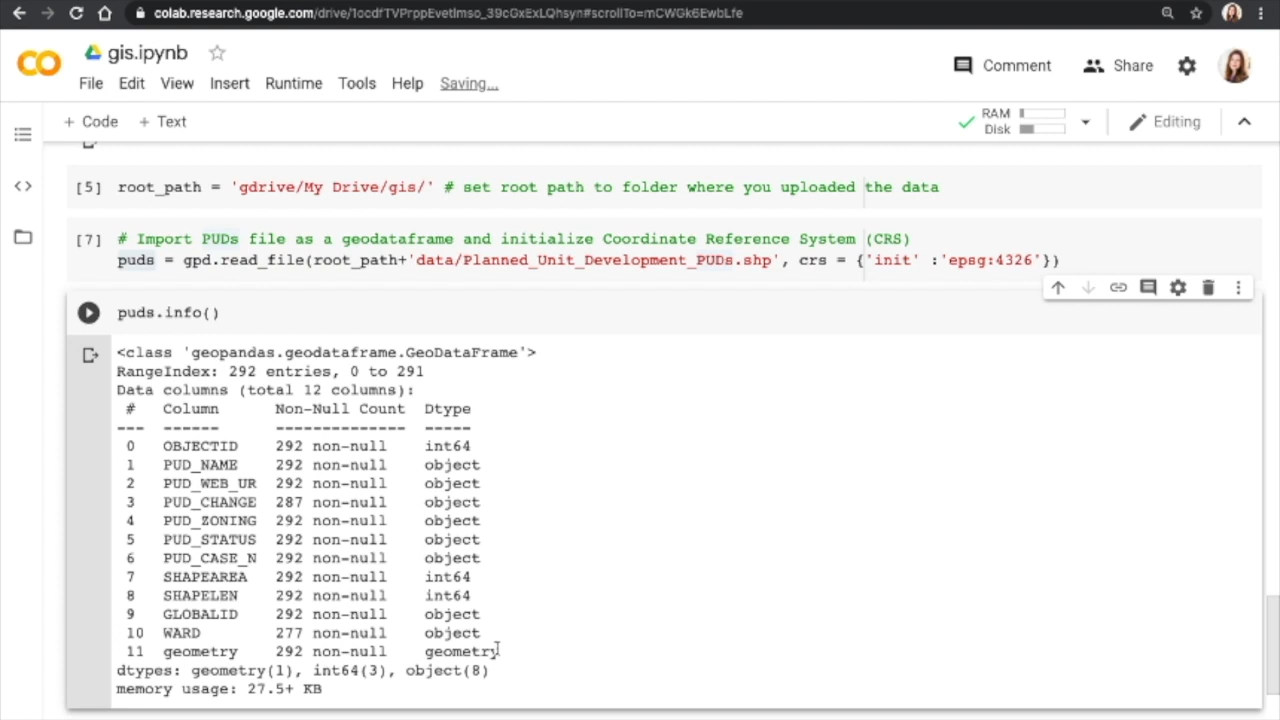 colab.research.google.com/drive/1ocdfTVPrppEvetImso_39cGxExLQhsyn#scrollTo=mCWGk6EwbLfe
gis.ipynb
File Edit View Insert Runtime Tools Help Saving...
Comment Share
+ Code + Text
RAM
Disk
Editing
[5] root_path = 'gdrive/My Drive/gis/' # set root path to folder where you uploaded the data
[7] # Import PUDs file as a geodataframe and initialize Coordinate Reference System (CRS)
puds = gpd.read_file(root_path+'data/Planned_Unit_Development_PUDs.shp', crs = {'init' :'epsg:4326'})
puds.info()
<class 'geopandas.geodataframe.GeoDataFrame'>
RangeIndex: 292 entries, 0 to 291
Data columns (total 12 columns):
# Column Non-Null Count Dtype
--- ------ -------------- -----
0 OBJECTID 292 non-null int64
1 PUD_NAME 292 non-null object
2 PUD_WEB_UR 292 non-null object
3 PUD_CHANGE 287 non-null object
4 PUD_ZONING 292 non-null object
5 PUD_STATUS 292 non-null object
6 PUD_CASE_N 292 non-null object
7 SHAPEAREA 292 non-null int64
8 SHAPELEN 292 non-null int64
9 GLOBALID 292 non-null object
10 WARD 277 non-null object
11 geometry 292 non-null geometry
dtypes: geometry(1), int64(3), object(8)
memory usage: 27.5+ KB